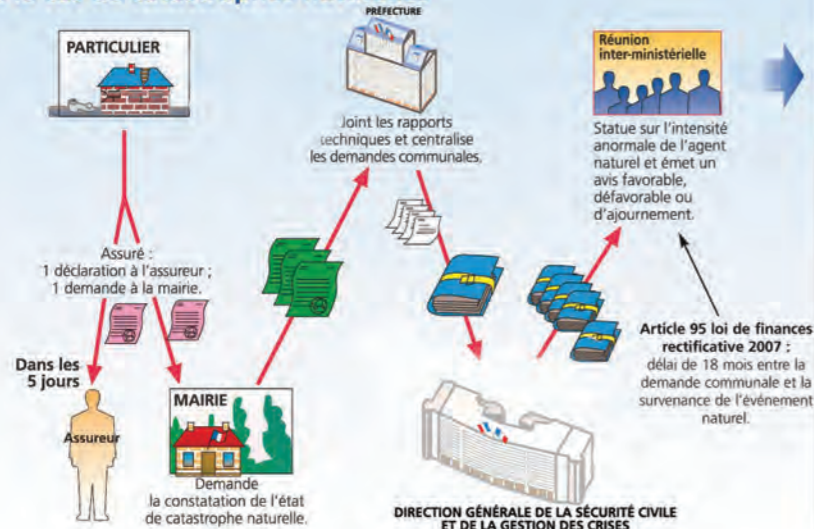 PARTICULIER
Assuré :
1 déclaration à l'assureur ;
1 demande à la mairie.
Dans les
5 jours
Assureur
MAIRIE
Demande
la constatation de l'état
de catastrophe naturelle.
PRÉFECTURE
Joint les rapports
techniques et centralise
les demandes communales.
DIRECTION GÉNÉRALE DE LA SÉCURITÉ CIVILE
ET DE LA GESTION DES CRISES
Réunion
inter-ministérielle
Statue sur l'intensité
anormale de l'agent
naturel et émet un
avis favorable,
défavorable ou
d'ajournement.
Article 95 loi de finances
rectificative 2007 :
délai de 18 mois entre la
demande communale et la
survenance de l'événement
naturel.